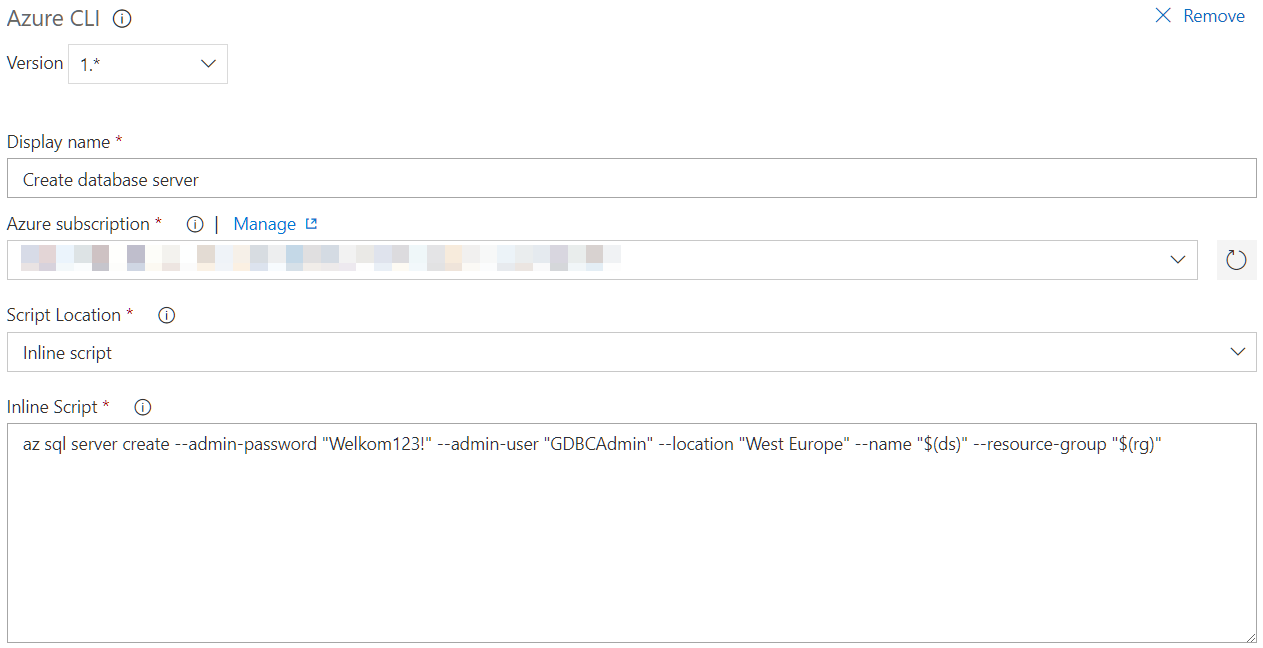 Azure CLI
Remove
Version 1.*
Display name *
Create database server
Azure subscription * | Manage
Script Location *
Inline script
Inline Script *
az sql server create --admin-password "Welkom123!" --admin-user "GDBCAdmin" --location "West Europe" --name "$(ds)" --resource-group "$(rg)"